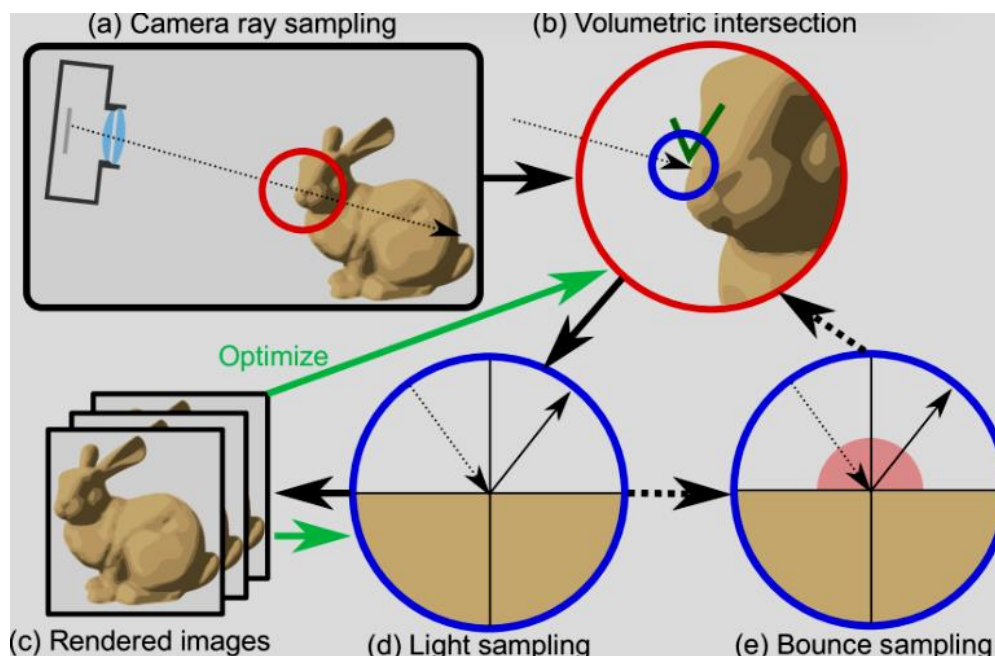 (a) Camera ray sampling
(b) Volumetric intersection
Optimize
(c) Rendered images
(d) Light sampling
(e) Bounce sampling